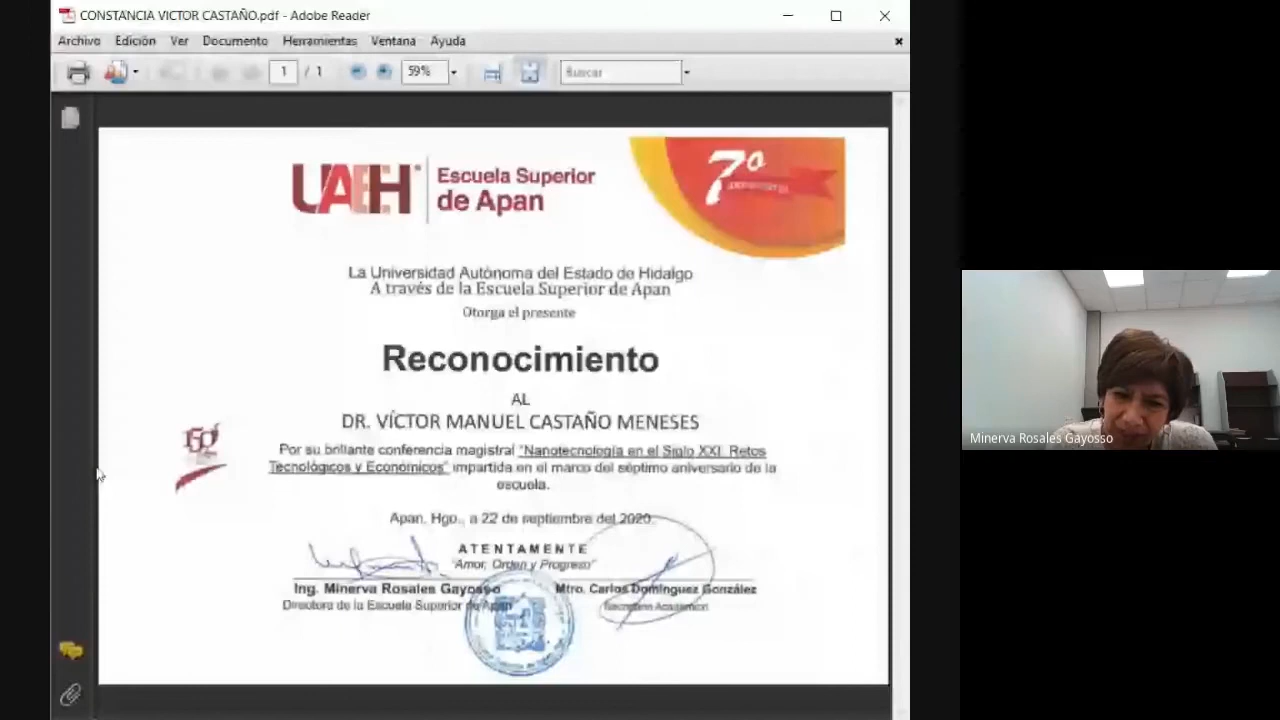 CONSTANCIA VICTOR CASTAÑO.pdf - Adobe Reader
Archivo Edición Ver Documento Herramientas Ventana Ayuda
1 / 1 59% Buscar
UAEH Escuela Superior
de Apan
7º
La Universidad Autónoma del Estado de Hidalgo
A través de la Escuela Superior de Apan
Otorga el presente
Reconocimiento
AL
DR. VÍCTOR MANUEL CASTAÑO MENESES
Por su brillante conferencia magistral "Nanotecnología en el Siglo XXI. Retos
Tecnológicos y Económicos" impartida en el marco del séptimo aniversario de la
escuela.
150
Apan, Hgo., a 22 de septiembre del 2020.
ATENTAMENTE
"Amor, Orden y Progreso"
Ing. Minerva Rosales Gayosso Mtro. Carlos Domínguez González
Directora de la Escuela Superior de Apan Secretario Académico
Minerva Rosales Gayosso